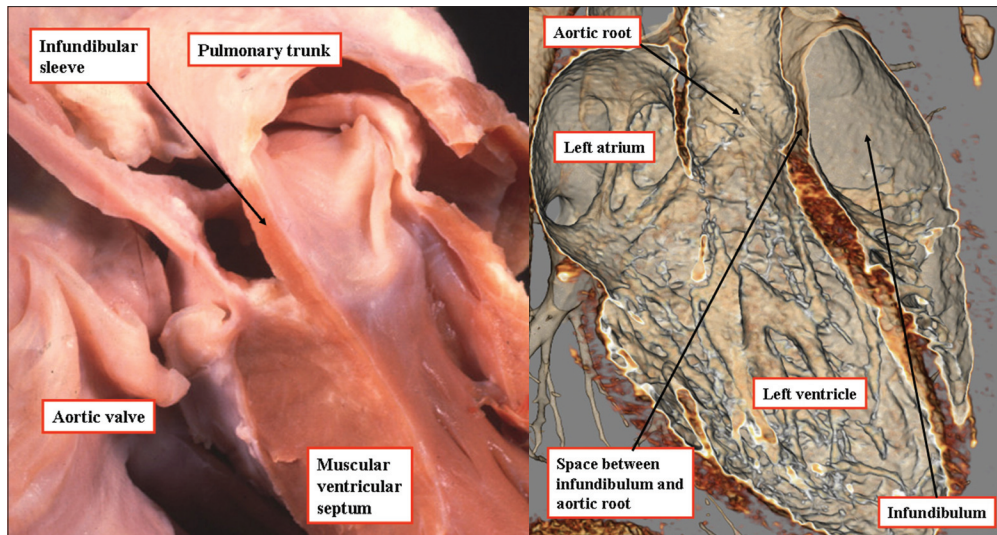 Infundibular
sleeve
Pulmonary trunk
Aortic valve
Muscular
ventricular
septum
Aortic root
Left atrium
Left ventricle
Space between
infundibulum and
aortic root
Infundibulum